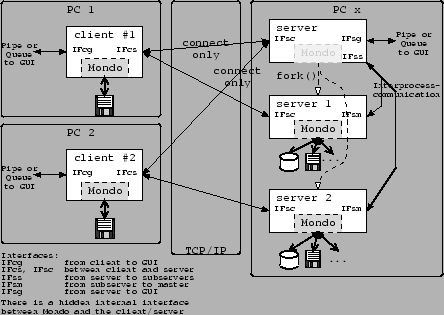 PC 1
client #1
IFcg IFcs
Mondo
Pipe or
Queue
to GUI
PC 2
client #2
IFcg IFcs
Mondo
Pipe or
Queue
to GUI
connect
only
connect
only
TCP/IP
PC x
server
IFsc IFsg
IFss
Mondo
Pipe or
Queue
to GUI
fork()
Interprocess-
communication
server 1
IFsc IFsm
Mondo
...
server 2
IFsc IFsm
Mondo
...
Interfaces:
IFcg from client to GUI
IFcs, IFsc between client and server
IFss from server to subservers
IFsm from subserver to master
IFsg from server to GUI
There is a hidden internal interface
between Mondo and the client/server